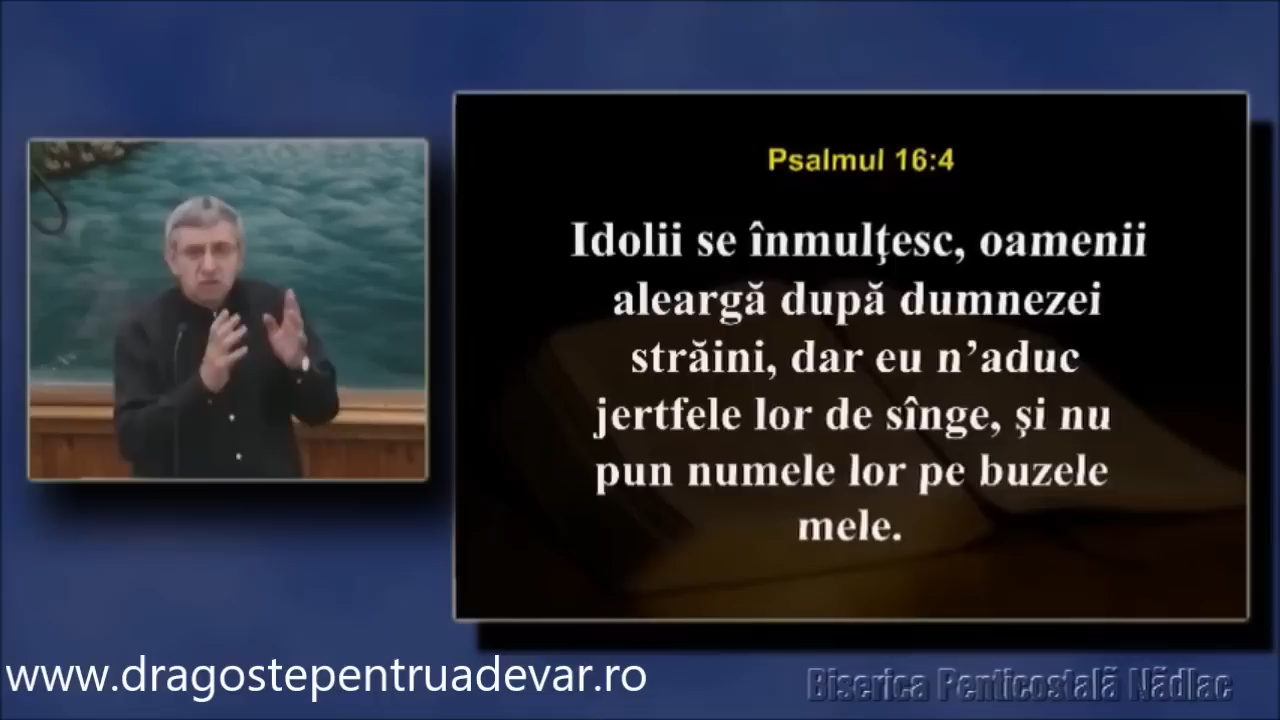 Psalmul 16:4
Idolii se înmulţesc, oamenii
aleargă după dumnezei
străini, dar eu n’aduc
jertfele lor de sînge, şi nu
pun numele lor pe buzele
mele.
www.dragostepentruadevar.ro
Biserica Penticostală Nădlac